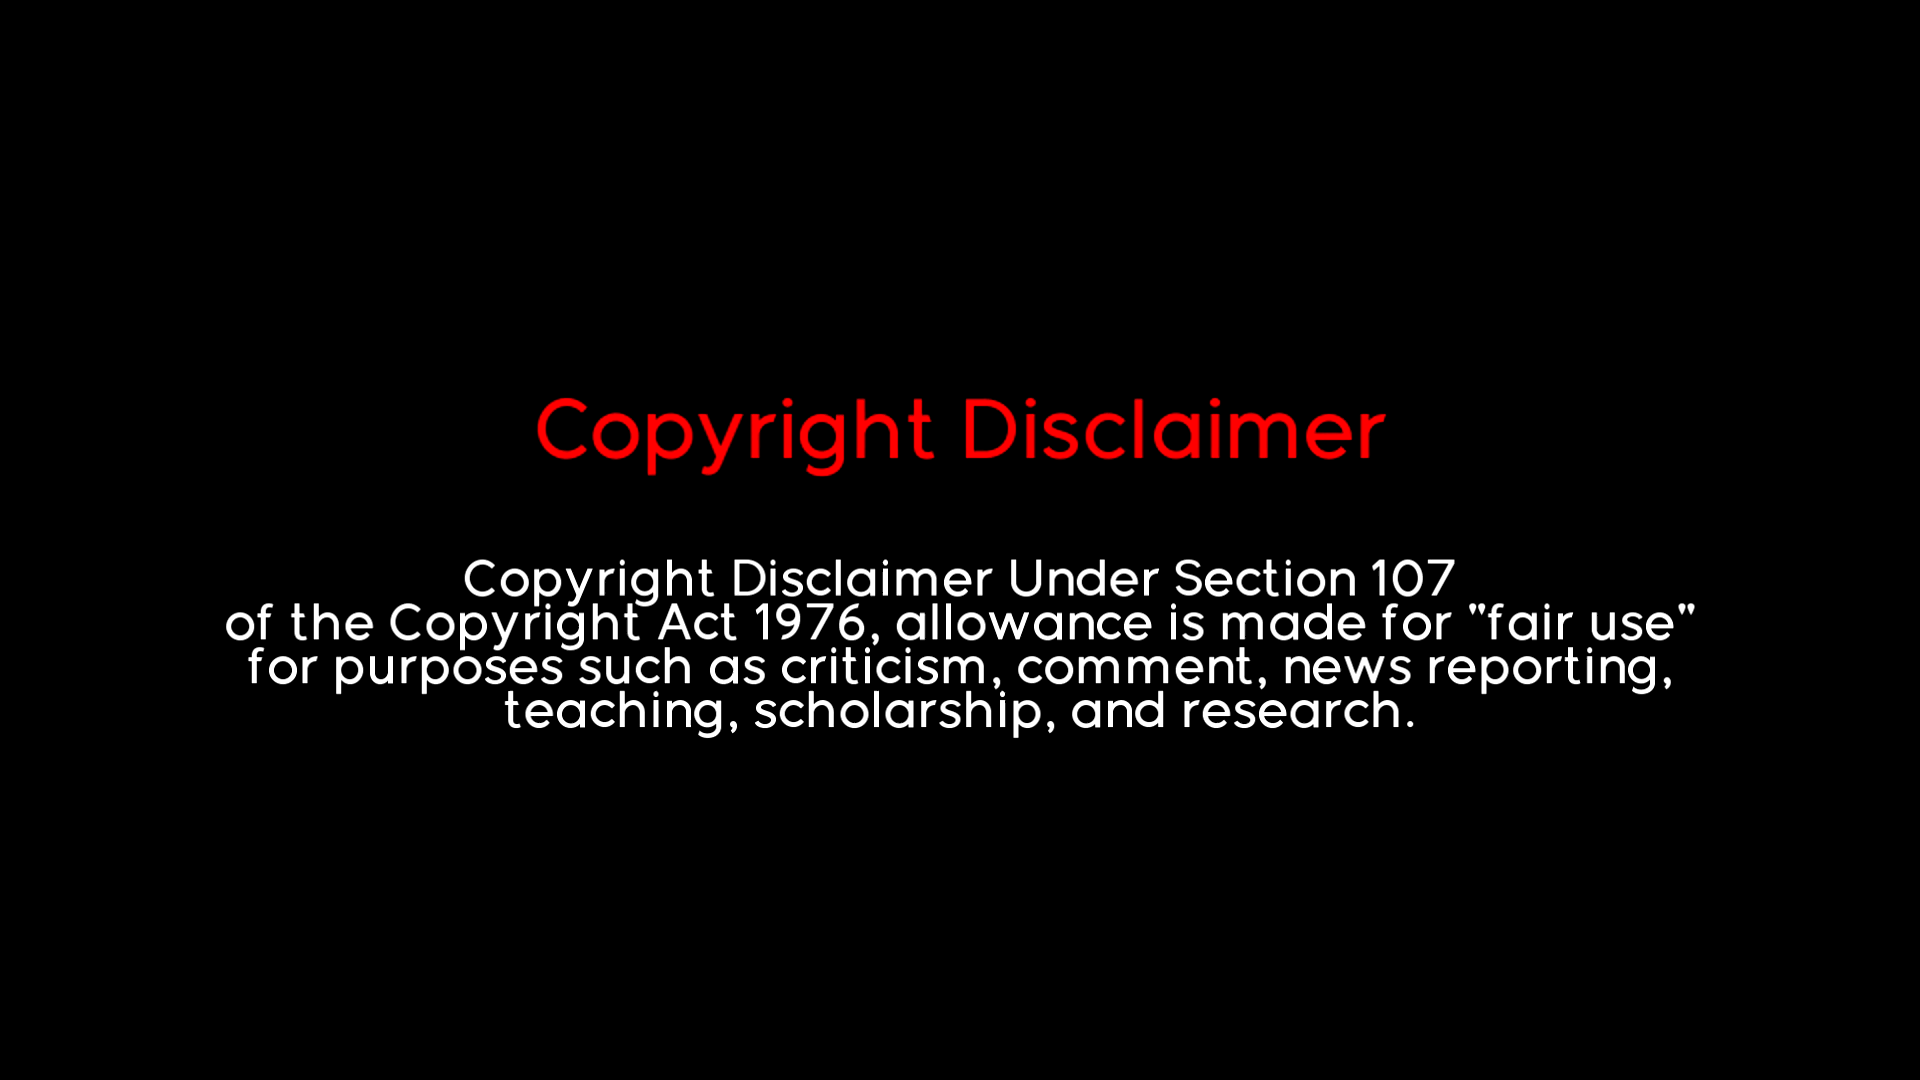 Copyright Disclaimer
Copyright Disclaimer Under Section 107
of the Copyright Act 1976, allowance is made for "fair use"
for purposes such as criticism, comment, news reporting,
teaching, scholarship, and research.